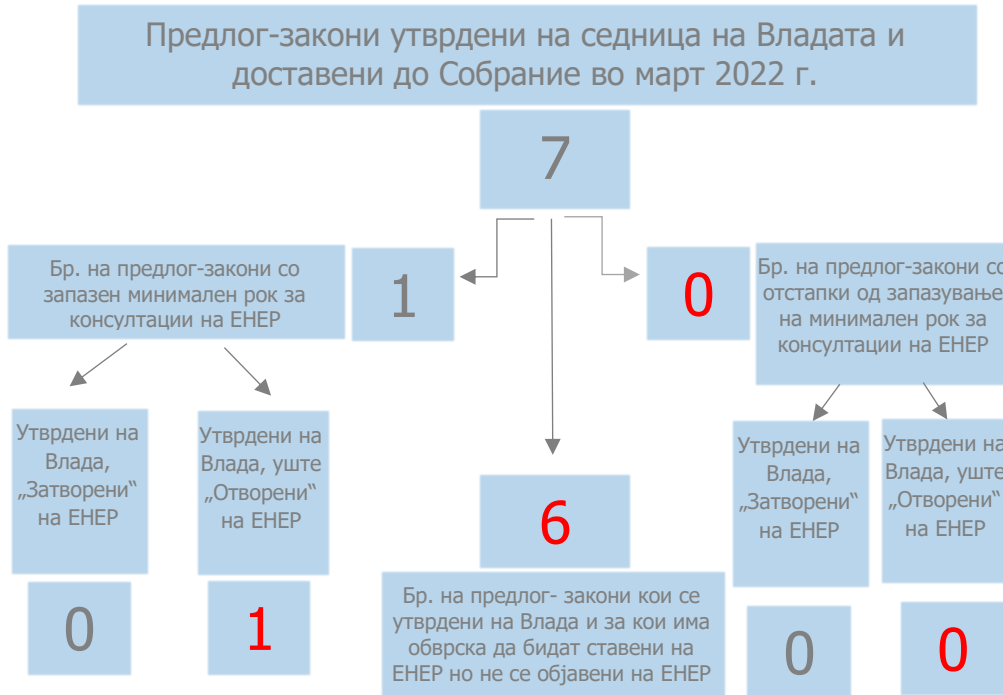 Предлог-закони утврдени на седница на Владата и
доставени до Собрание во март 2022 г.
7
Бр. на предлог-закони со
запазен минимален рок за
консултации на ЕНЕР
1
0
Бр. на предлог-закони со
отстапки од запазување
на минимален рок за
консултации на ЕНЕР
Утврдени на
Влада,
„Затворени“
на ЕНЕР
Утврдени на
Влада, уште
„Отворени“
на ЕНЕР
6
Утврдени на
Влада,
„Затворени“
на ЕНЕР
Утврдени на
Влада, уште
„Отворени“
на ЕНЕР
0
1
Бр. на предлог- закони кои се
утврдени на Влада и за кои има
обврска да бидат ставени на
ЕНЕР но не се објавени на ЕНЕР
0
0